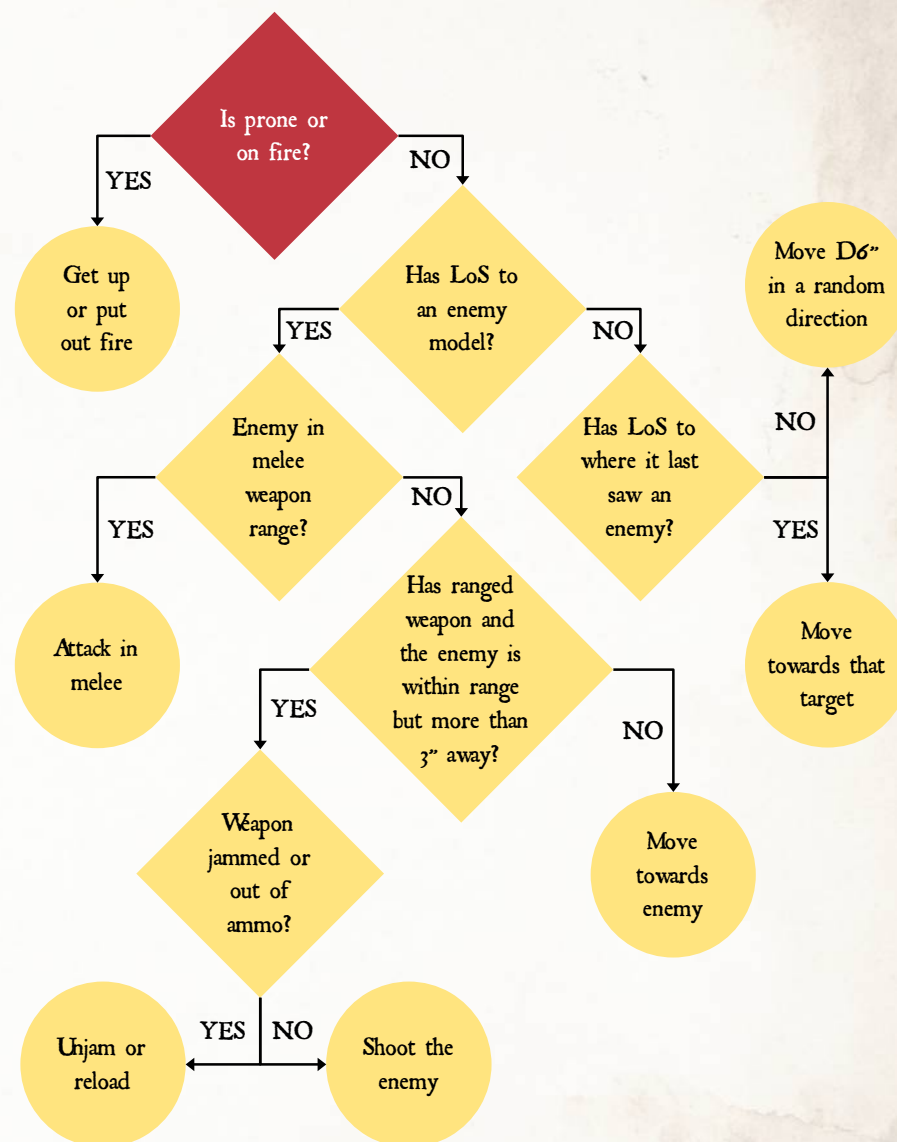 Is prone or
on fire?
YES
NO
Get up
or put
out fire
Has LoS to
an enemy
model?
Move D6”
in a random
direction
YES
NO
Enemy in
melee
weapon
range?
Has LoS to
where it last
saw an
enemy?
NO
YES
YES
NO
Attack in
melee
Has ranged
weapon and
the enemy is
within range
but more than
3” away?
Move
towards that
target
YES
NO
Weapon
jammed or
out of
ammo?
Move
towards
enemy
YES
NO
Unjam or
reload
Shoot the
enemy